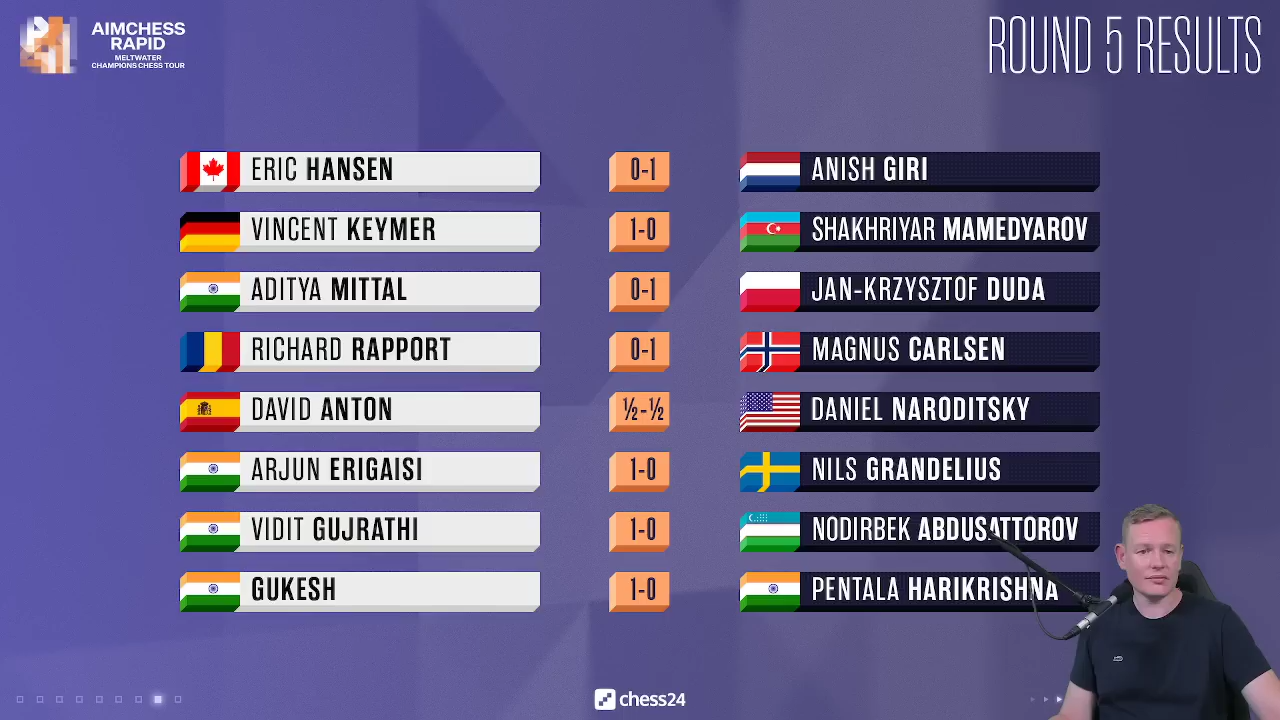 AIMCHESS
RAPID
MELTWATER
CHAMPIONS CHESS TOUR
ROUND 5 RESULTS
ERIC HANSEN 0-1 ANISH GIRI
VINCENT KEYMER 1-0 SHAKHRIYAR MAMEDYAROV
ADITYA MITTAL 0-1 JAN-KRZYSZTOF DUDA
RICHARD RAPPORT 0-1 MAGNUS CARLSEN
DAVID ANTON ½-½ DANIEL NARODITSKY
ARJUN ERIGAISI 1-0 NILS GRANDELIUS
VIDIT GUJRATHI 1-0 NODIRBEK ABDUSATTOROV
GUKESH 1-0 PENTALA HARIKRISHNA
chess24